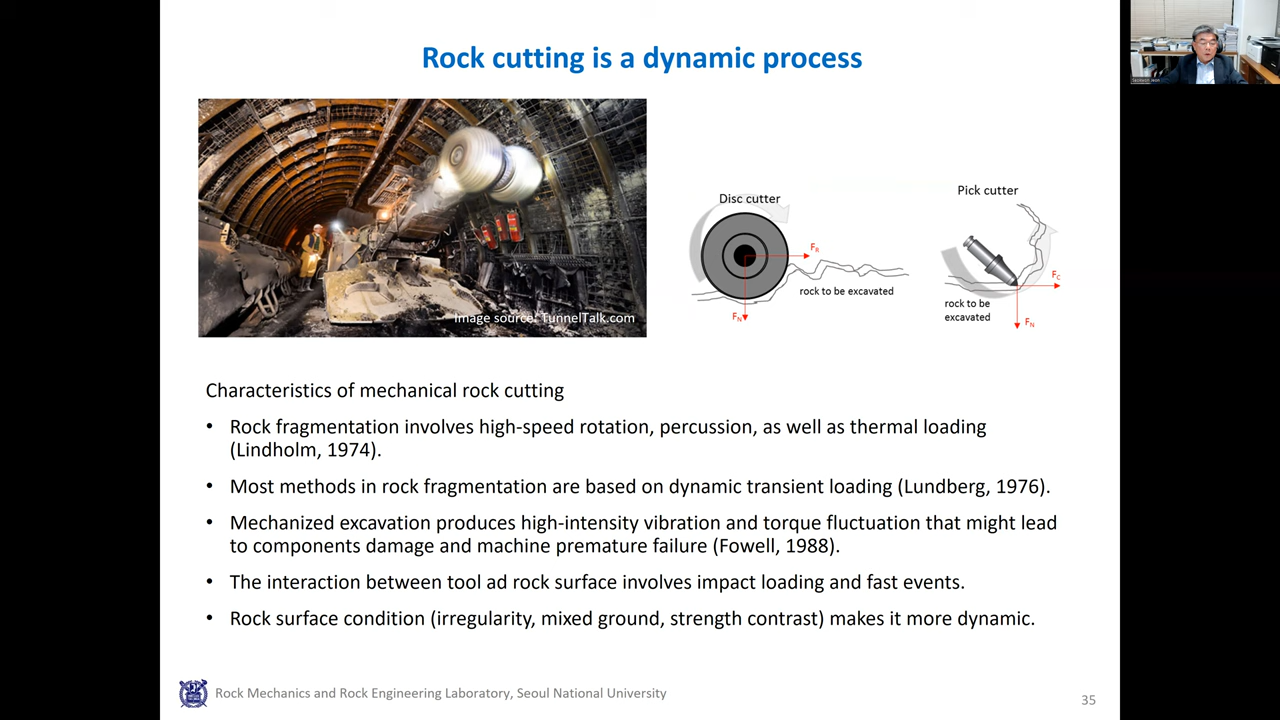 Rock cutting is a dynamic process
Image source: TunnelTalk.com
Disc cutter
FR
rock to be excavated
FN
Pick cutter
FC
rock to be
excavated
FN
Characteristics of mechanical rock cutting
• Rock fragmentation involves high-speed rotation, percussion, as well as thermal loading
(Lindholm, 1974).
• Most methods in rock fragmentation are based on dynamic transient loading (Lundberg, 1976).
• Mechanized excavation produces high-intensity vibration and torque fluctuation that might lead
to components damage and machine premature failure (Fowell, 1988).
• The interaction between tool ad rock surface involves impact loading and fast events.
• Rock surface condition (irregularity, mixed ground, strength contrast) makes it more dynamic.
Rock Mechanics and Rock Engineering Laboratory, Seoul National University
35